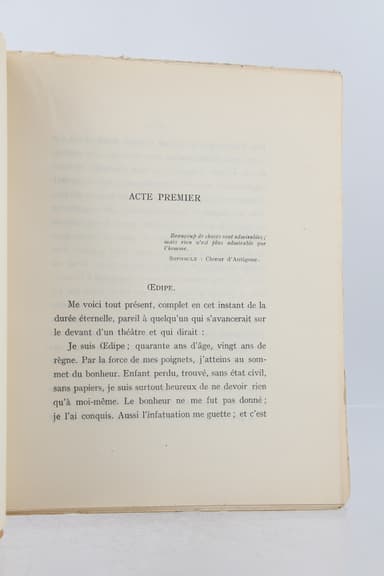 ACTE PREMIER
Beaucoup de choses sont admirables ;
mais rien n'est plus admirable que
l'homme.
SOPHOCLE - Chœur d'Antigone.
ŒDIPE.
Me voici tout présent, complet en cet instant de la
durée éternelle, pareil à quelqu'un qui s'avancerait sur
le devant d'un théâtre et qui dirait :
Je suis Œdipe ; quarante ans d'âge, vingt ans de
règne. Par la force de mes poignets, j'atteins au som-
met du bonheur. Enfant perdu, trouvé, sans état civil,
sans papiers, je suis surtout heureux de ne devoir rien
qu'à moi-même. Le bonheur ne me fut pas donné ;
je l'ai conquis. Aussi l'infatuation me guette ; et c'est